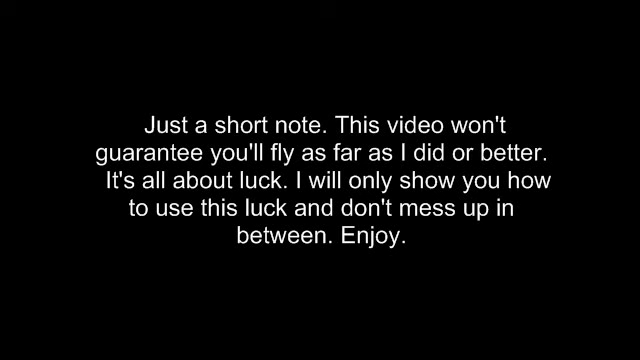 Just a short note. This video won't
guarantee you'll fly as far as I did or better.
It's all about luck. I will only show you how
to use this luck and don't mess up in
between. Enjoy.